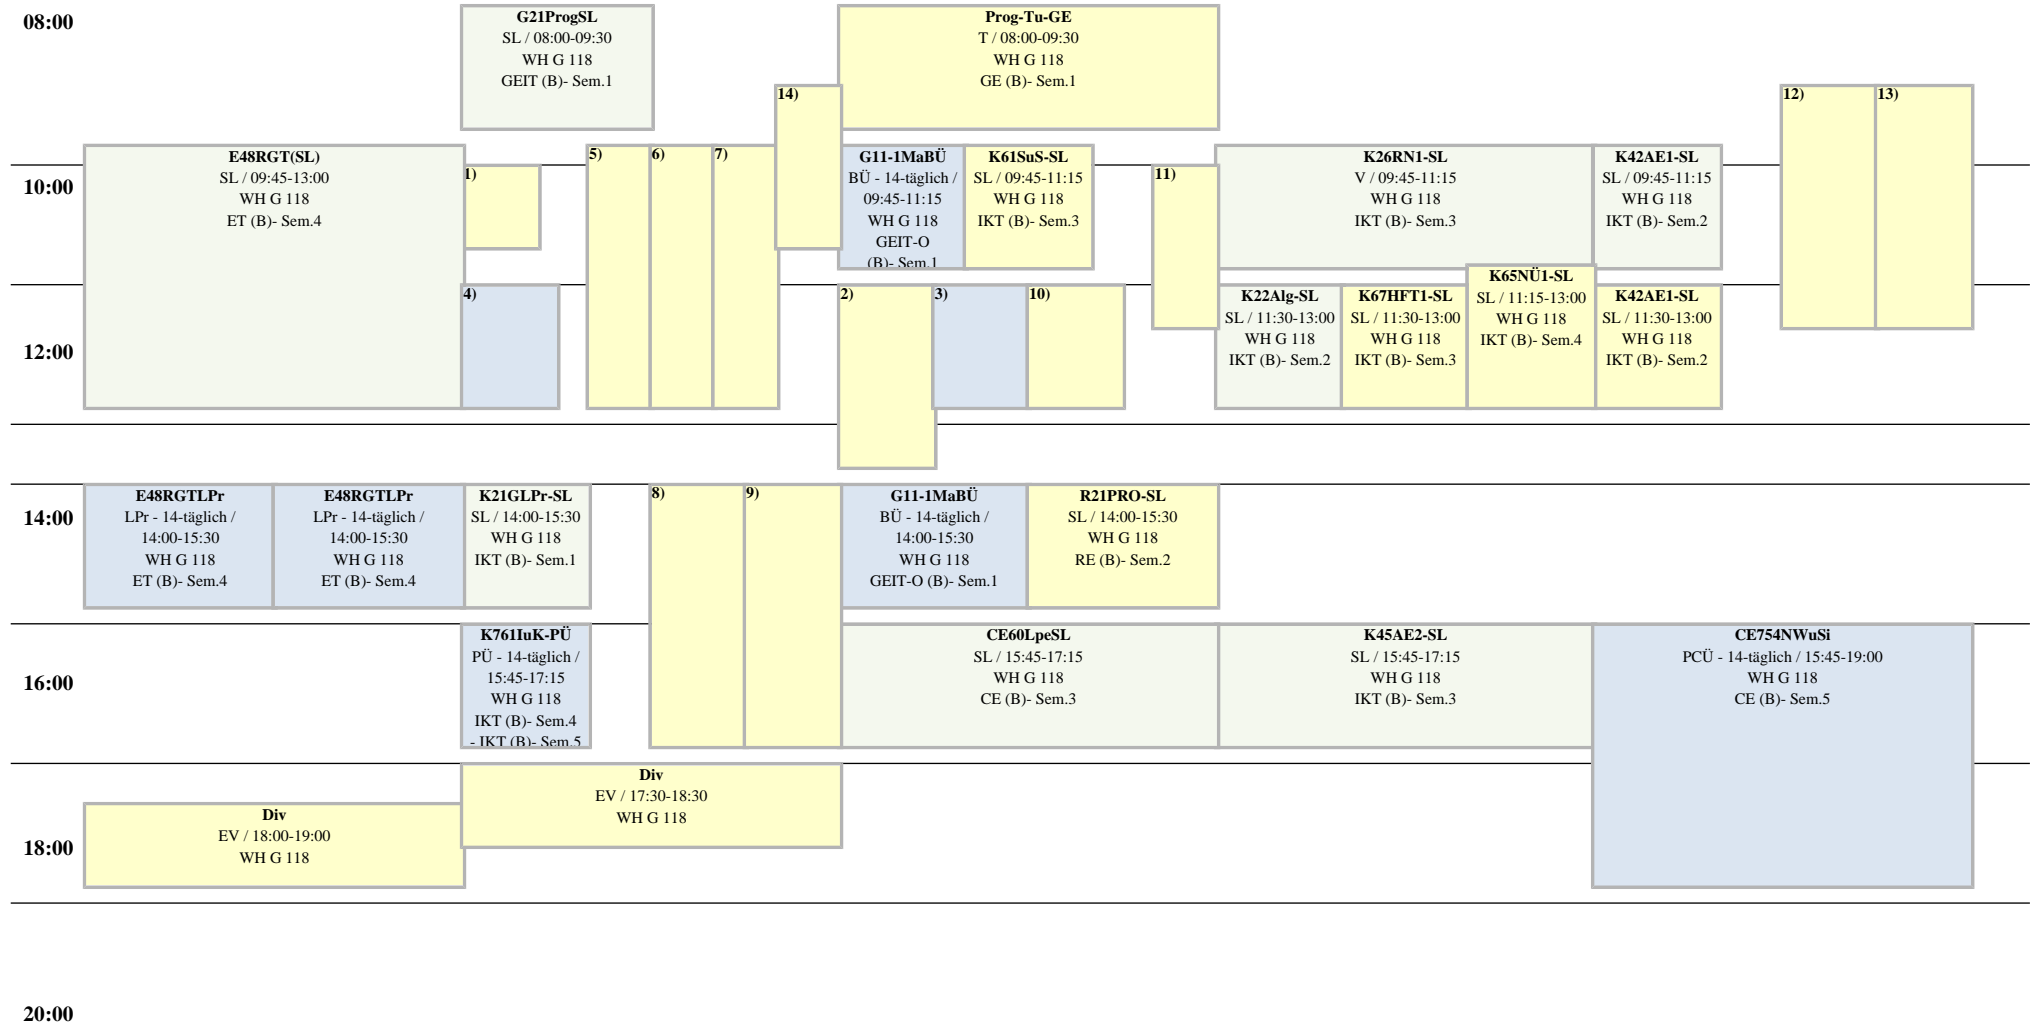 08:00
G21ProgSL
SL / 08:00-09:30
WH G 118
GEIT (B)- Sem.1
Prog-Tu-GE
T / 08:00-09:30
WH G 118
GE (B)- Sem.1
14)
12)
13)
E48RGT(SL)
SL / 09:45-13:00
WH G 118
ET (B)- Sem.4
1)
5)
6)
7)
G11-1MaBÜ
BÜ - 14-täglich /
09:45-11:15
WH G 118
GEIT-O
(B)- Sem.1
K61SuS-SL
SL / 09:45-11:15
WH G 118
IKT (B)- Sem.3
11)
K26RN1-SL
V / 09:45-11:15
WH G 118
IKT (B)- Sem.3
K42AE1-SL
SL / 09:45-11:15
WH G 118
IKT (B)- Sem.2
10:00
4)
2)
3)
10)
K22Alg-SL
SL / 11:30-13:00
WH G 118
IKT (B)- Sem.2
K67HFT1-SL
SL / 11:30-13:00
WH G 118
IKT (B)- Sem.3
K65NÜ1-SL
SL / 11:15-13:00
WH G 118
IKT (B)- Sem.4
K42AE1-SL
SL / 11:30-13:00
WH G 118
IKT (B)- Sem.2
12:00
E48RGTLPr
LPr - 14-täglich /
14:00-15:30
WH G 118
ET (B)- Sem.4
E48RGTLPr
LPr - 14-täglich /
14:00-15:30
WH G 118
ET (B)- Sem.4
K21GLPr-SL
SL / 14:00-15:30
WH G 118
IKT (B)- Sem.1
8)
9)
G11-1MaBÜ
BÜ - 14-täglich /
14:00-15:30
WH G 118
GEIT-O (B)- Sem.1
R21PRO-SL
SL / 14:00-15:30
WH G 118
RE (B)- Sem.2
14:00
K761IuK-PÜ
PÜ - 14-täglich /
15:45-17:15
WH G 118
IKT (B)- Sem.4
- IKT (B)- Sem.5
CE60LpeSL
SL / 15:45-17:15
WH G 118
CE (B)- Sem.3
K45AE2-SL
SL / 15:45-17:15
WH G 118
IKT (B)- Sem.3
CE754NWuSi
PCÜ - 14-täglich / 15:45-19:00
WH G 118
CE (B)- Sem.5
16:00
Div
EV / 17:30-18:30
WH G 118
Div
EV / 18:00-19:00
WH G 118
18:00
20:00